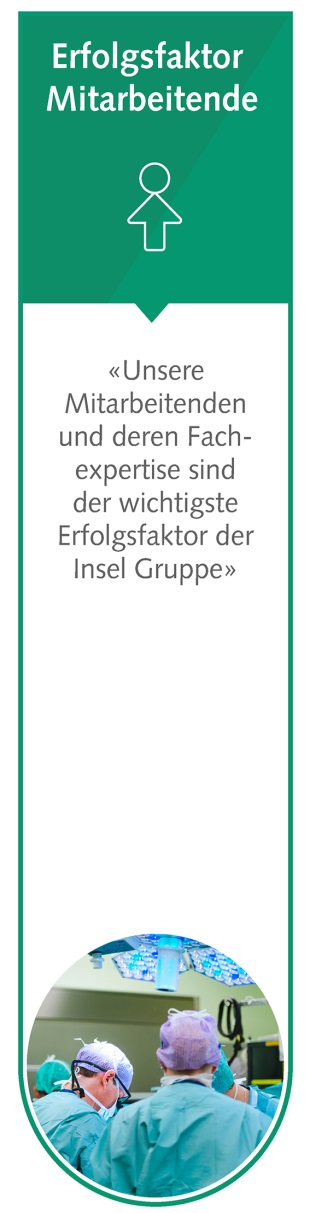 Erfolgsfaktor
Mitarbeitende
«Unsere
Mitarbeitenden
und deren Fach-
expertise sind
der wichtigste
Erfolgsfaktor der
Insel Gruppe»